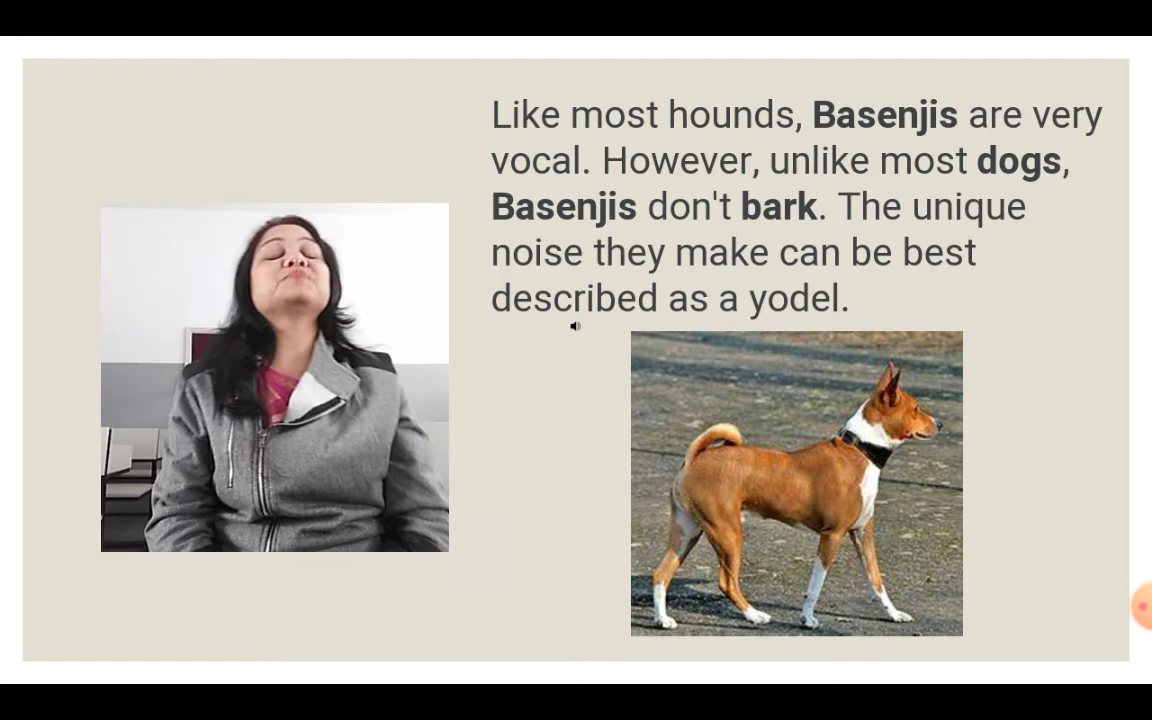 Like most hounds, Basenjis are very
vocal. However, unlike most dogs,
Basenjis don't bark. The unique
noise they make can be best
described as a yodel.